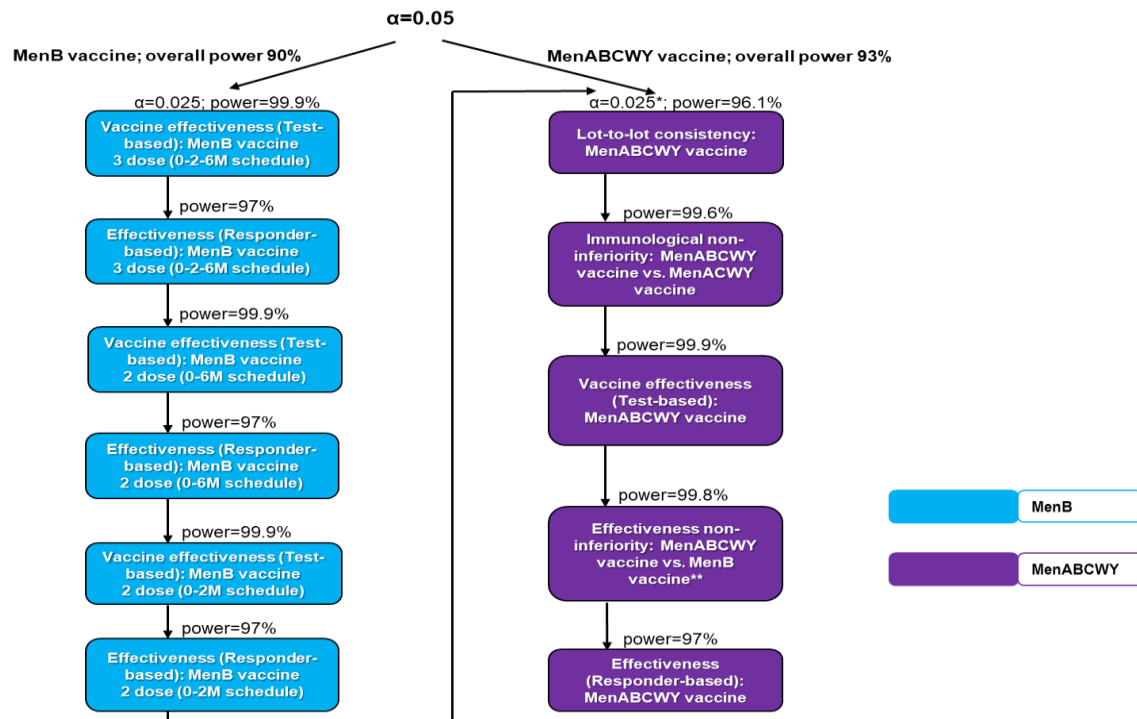 α=0.05
MenB vaccine; overall power 90%
α=0.025; power=99.9%
Vaccine effectiveness (Test-
based): MenB vaccine
3 dose (0-2-6M schedule)
power=97%
Effectiveness (Responder-
based): MenB vaccine
3 dose (0-2-6M schedule)
power=99.9%
Vaccine effectiveness (Test-
based): MenB vaccine
2 dose (0-6M schedule)
power=97%
Effectiveness (Responder-
based): MenB vaccine
2 dose (0-6M schedule)
power=99.9%
Vaccine effectiveness (Test-
based): MenB vaccine
2 dose (0-2M schedule)
power=97%
Effectiveness (Responder-
based): MenB vaccine
2 dose (0-2M schedule)
MenABCWY vaccine; overall power 93%
α=0.025*; power=96.1%
Lot-to-lot consistency:
MenABCWY vaccine
power=99.6%
Immunological non-
inferiority: MenABCWY
vaccine vs. MenACWY
vaccine
power=99.9%
Vaccine effectiveness
(Test-based):
MenABCWY vaccine
power=99.8%
Effectiveness non-
inferiority: MenABCWY
vaccine vs. MenB
vaccine**
power=97%
Effectiveness
(Responder-based):
MenABCWY vaccine
MenB
MenABCWY